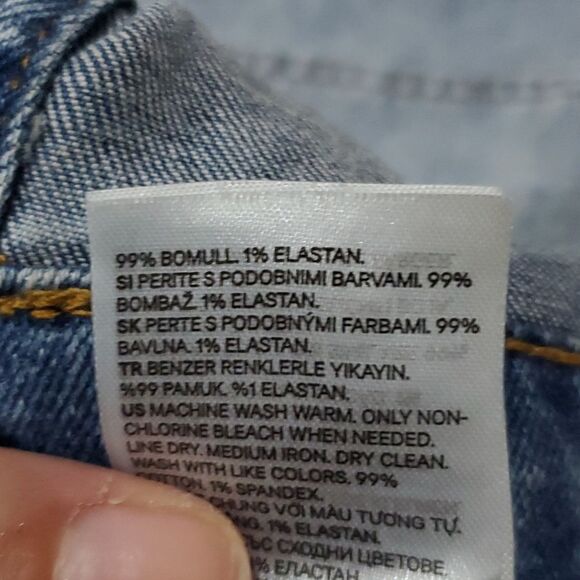 99% BOMULL. 1% ELASTAN.
SI PERITE S PODOBNIMI BARVAMI. 99%
BOMBAŽ. 1% ELASTAN.
SK PERTE S PODOBNÝMI FARBAMI. 99%
BAVLNA. 1% ELASTAN.
TR BENZER RENKLERLE YIKAYIN.
%99 PAMUK. %1 ELASTAN.
US MACHINE WASH WARM. ONLY NON-
CHLORINE BLEACH WHEN NEEDED.
LINE DRY. MEDIUM IRON. DRY CLEAN.
WASH WITH LIKE COLORS. 99%
COTTON. 1% SPANDEX.
CHUNG VỚI MÀU TƯƠNG TỰ.
1% ELASTAN.
СХОДНИ ЦВЕТОВЕ.
ЕЛАСТАН